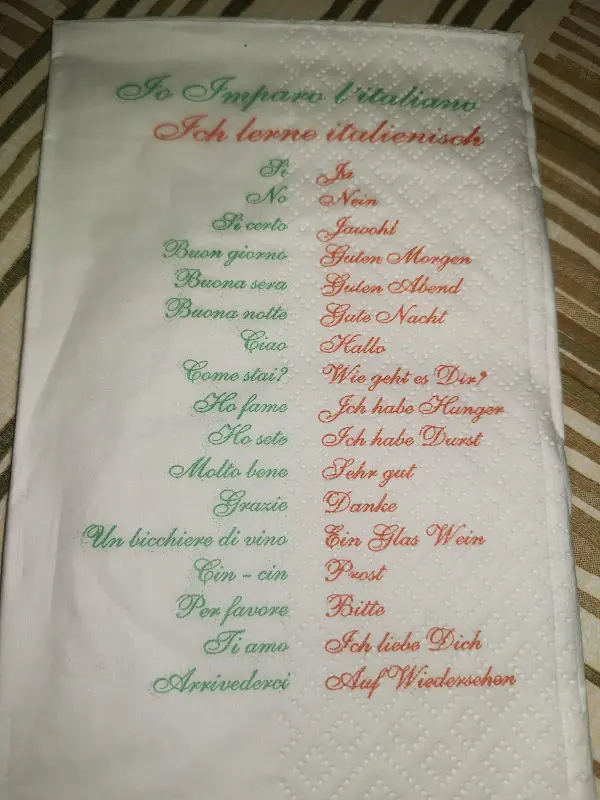 Io Imparo l'italiano
Ich lerne italienisch
Si Ja
No Nein
Si certo Jawohl
Buon giorno Guten Morgen
Buona sera Guten Abend
Buona notte Gute Nacht
Ciao Hallo
Come stai? Wie geht es Dir?
Ho fame Ich habe Hunger
Ho sete Ich habe Durst
Molto bene Sehr gut
Grazie Danke
Un bicchiere di vino Ein Glas Wein
Cin - cin Prost
Per favore Bitte
Ti amo Ich liebe Dich
Arrivederci Auf Wiedersehen